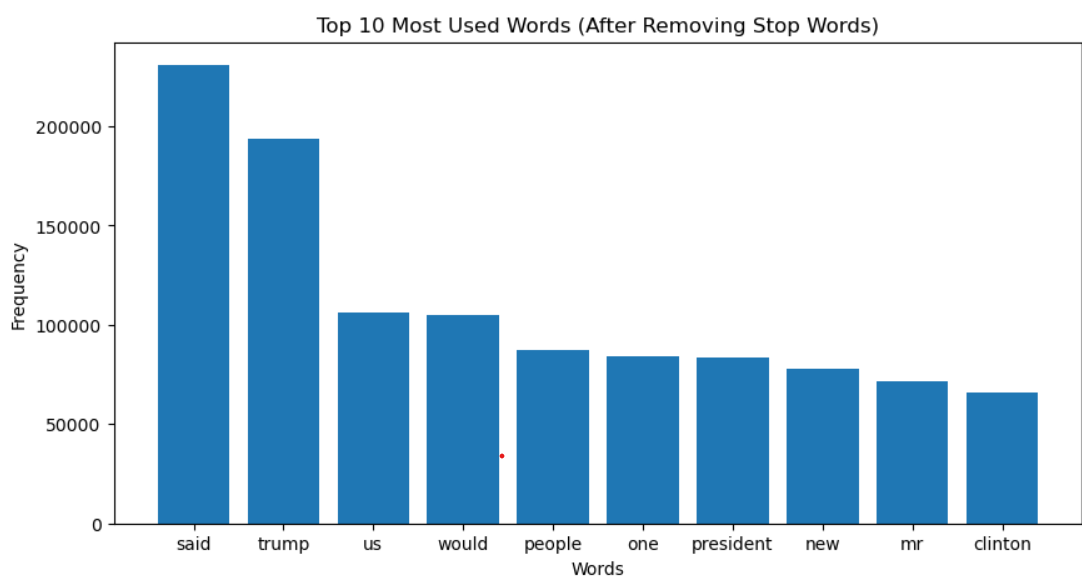 Top 10 Most Used Words (After Removing Stop Words)
200000
150000
100000
50000
0
Frequency
said trump us would people one president new mr clinton
Words